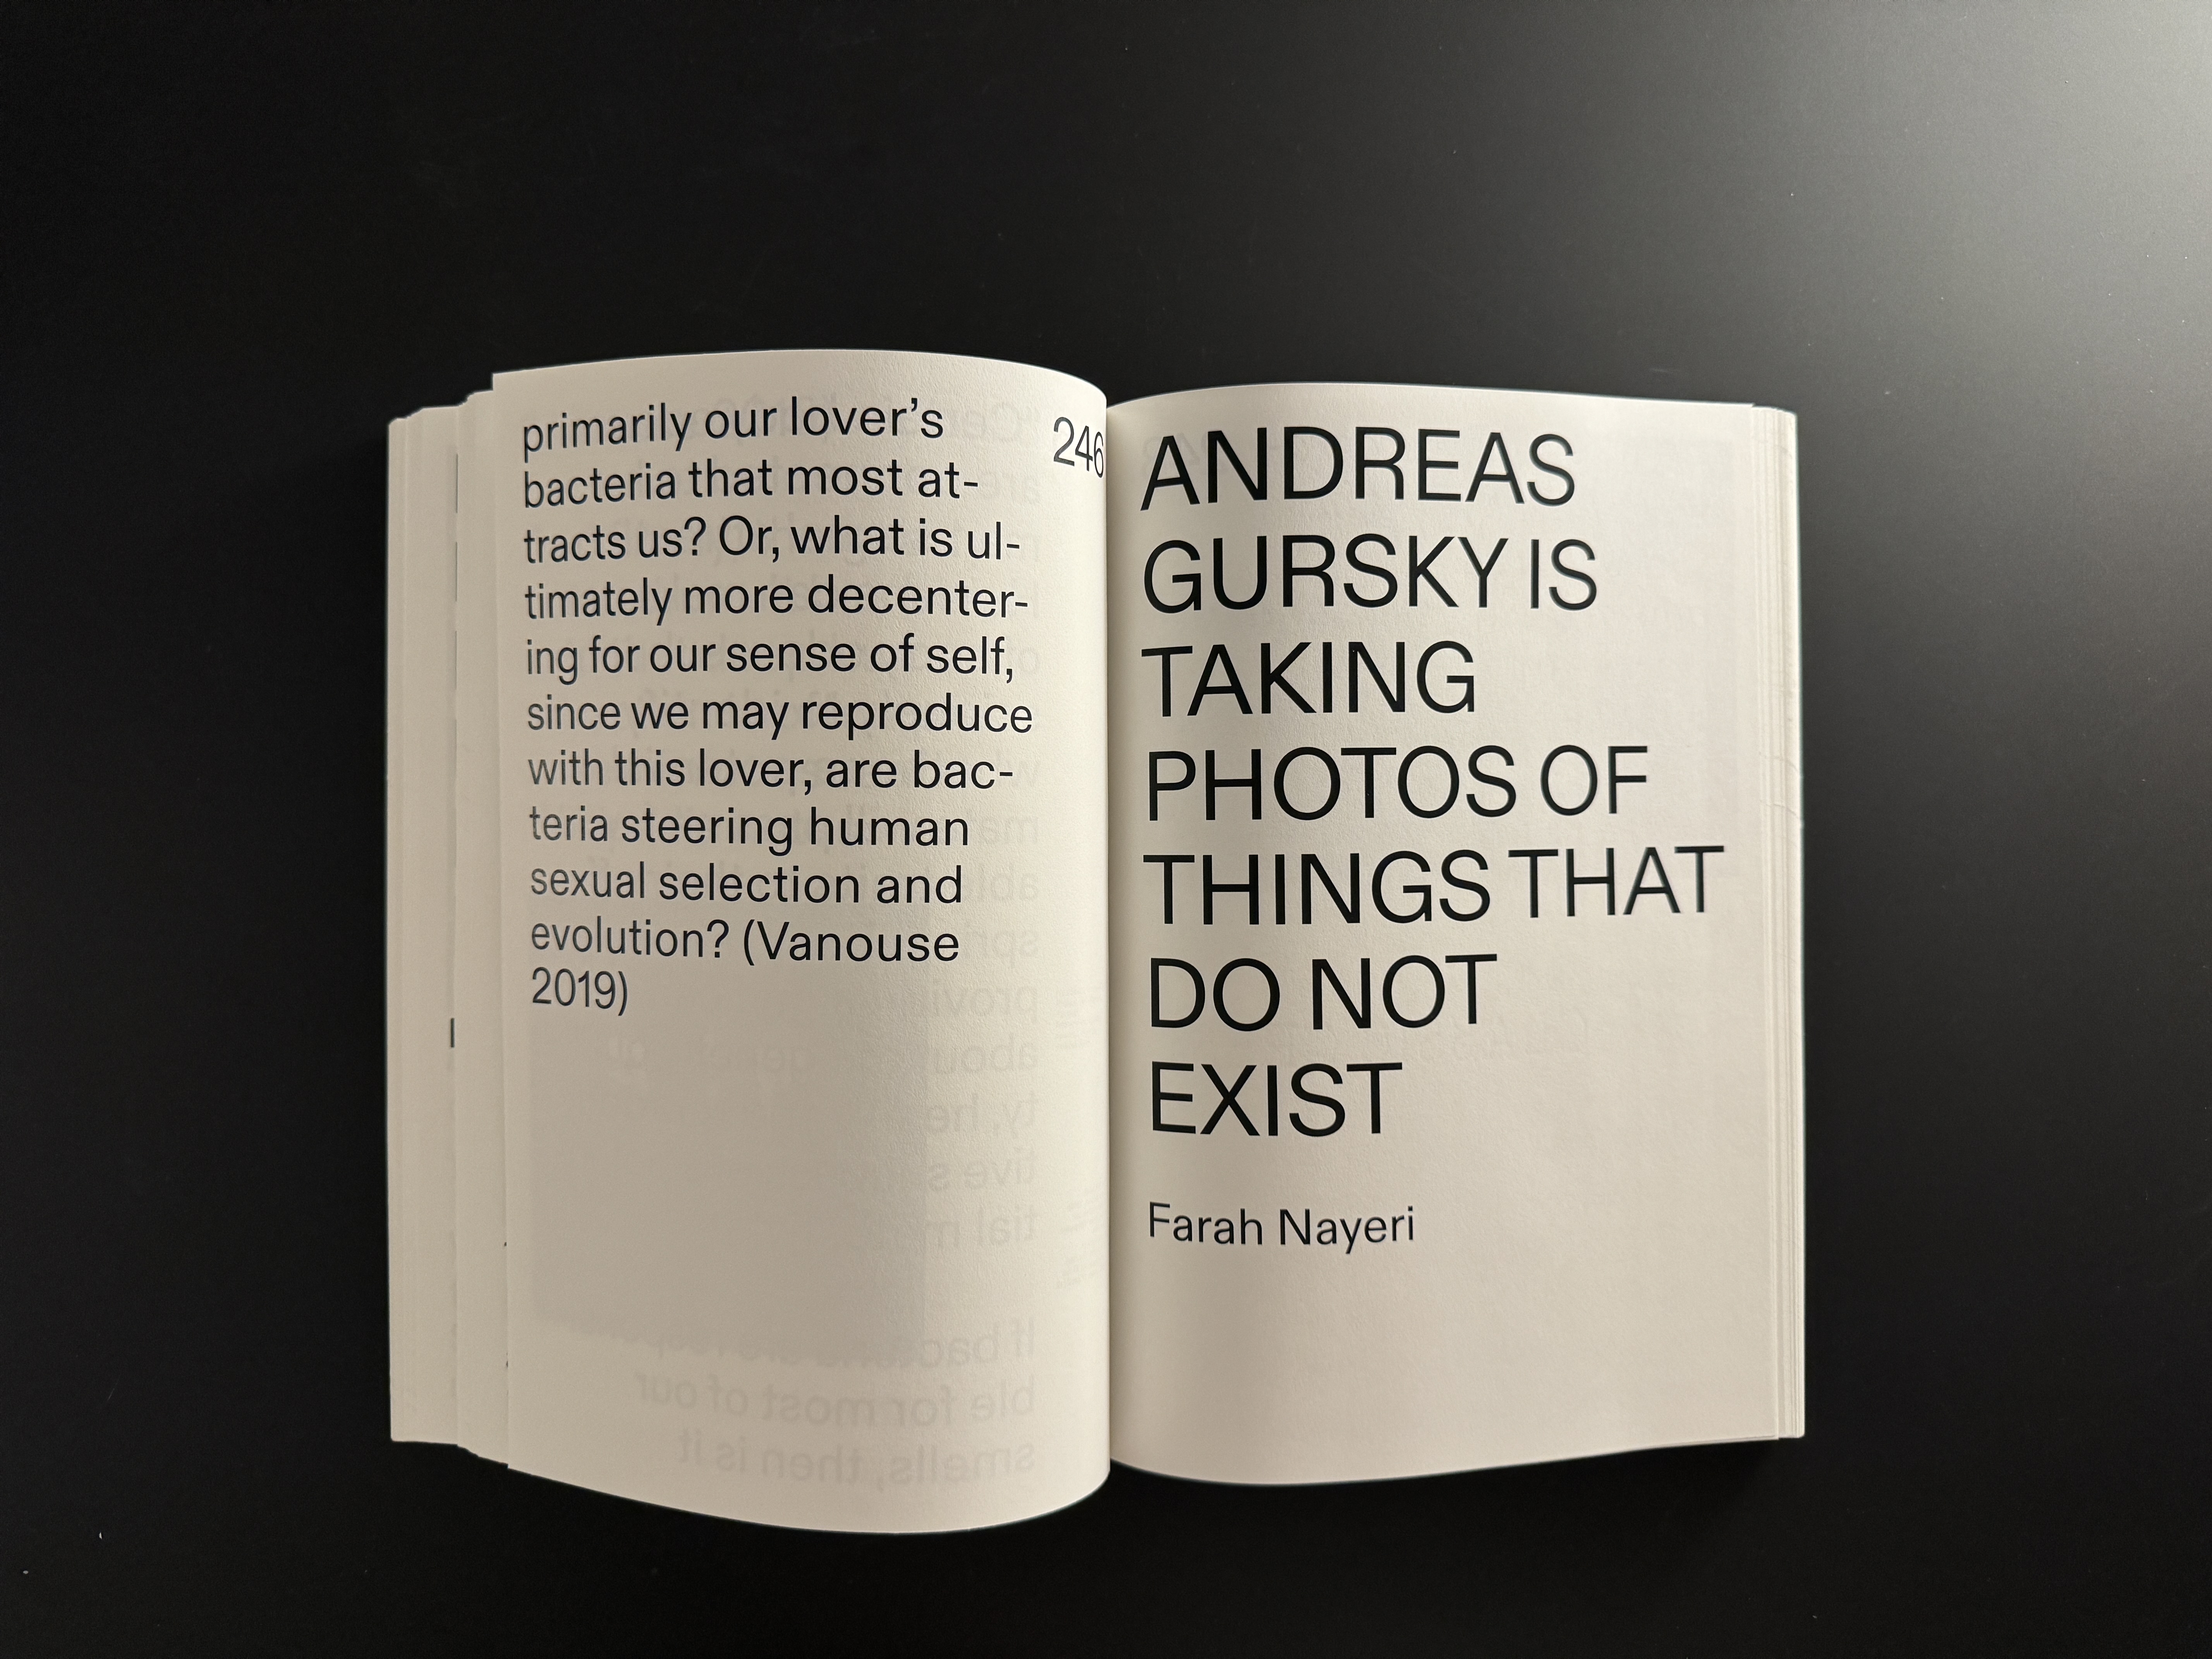 primarily our lover's
bacteria that most at-
tracts us? Or, what is ul-
timately more decenter-
ing for our sense of self,
since we may reproduce
with this lover, are bac-
teria steering human
sexual selection and
evolution? (Vanouse
2019)
246
ANDREAS
GURSKY IS
TAKING
PHOTOS OF
THINGS THAT
DO NOT
EXIST
Farah Nayeri